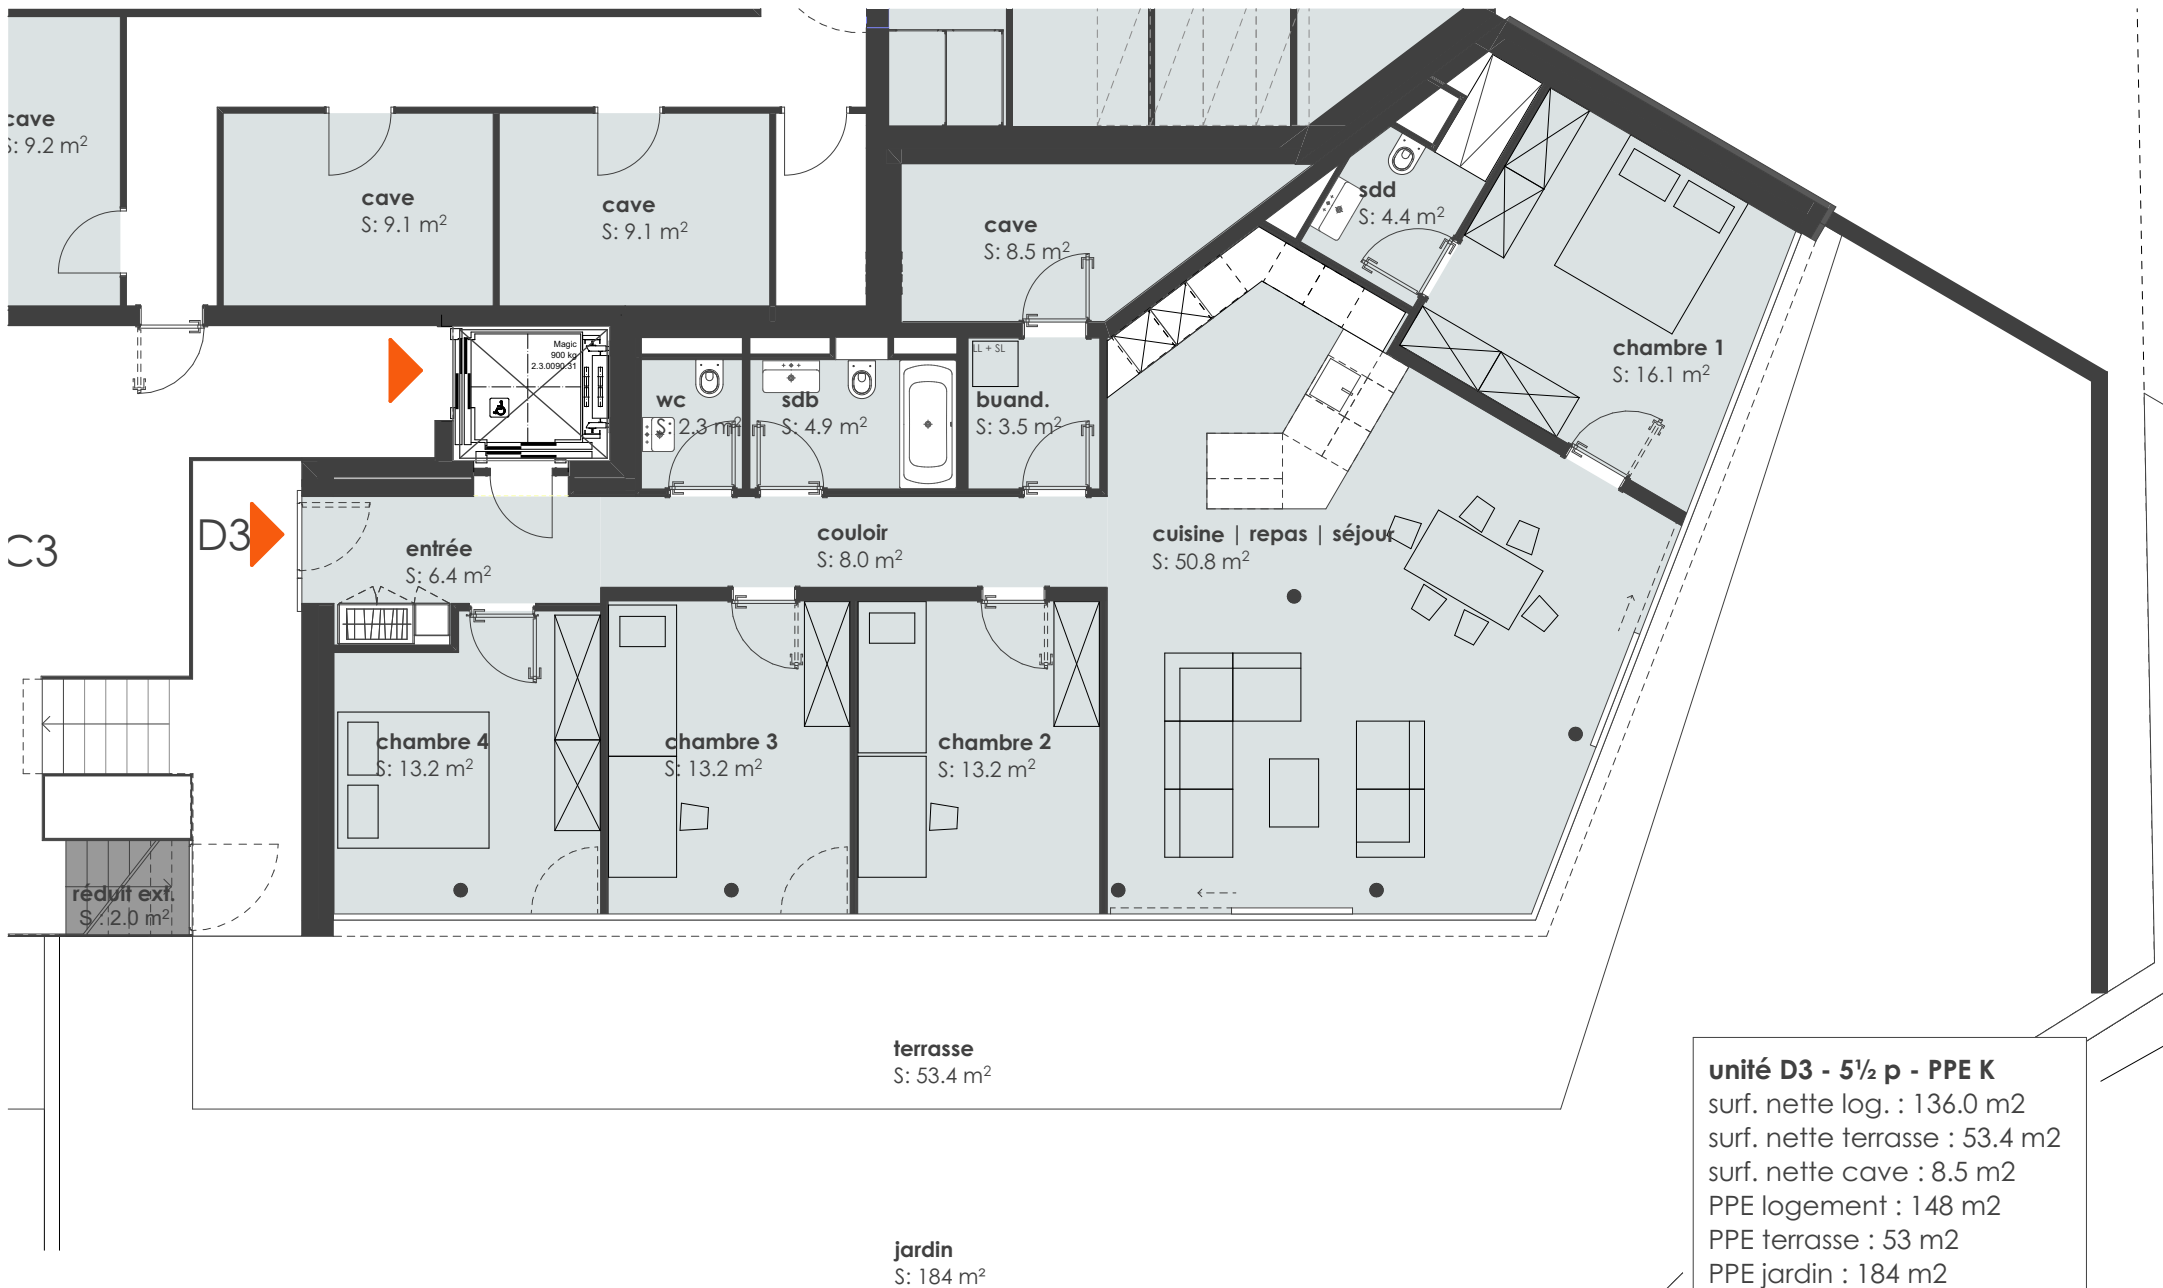 cave
S: 9.2 m²
cave
S: 9.1 m²
cave
S: 9.1 m²
cave
S: 8.5 m²
sdd
S: 4.4 m²
chambre 1
S: 16.1 m²
Magic
900 kg
2.3.0090.31
LL + SL
wc
S: 2.3 m²
sdb
S: 4.9 m²
buand.
S: 3.5 m²
C3
D3
entrée
S: 6.4 m²
couloir
S: 8.0 m²
cuisine | repas | séjour
S: 50.8 m²
chambre 4
S: 13.2 m²
chambre 3
S: 13.2 m²
chambre 2
S: 13.2 m²
réduit ext.
S : 2.0 m²
terrasse
S: 53.4 m²
jardin
S: 184 m²
unité D3 - 5½ p - PPE K
surf. nette log. : 136.0 m2
surf. nette terrasse : 53.4 m2
surf. nette cave : 8.5 m2
PPE logement : 148 m2
PPE terrasse : 53 m2
PPE jardin : 184 m2